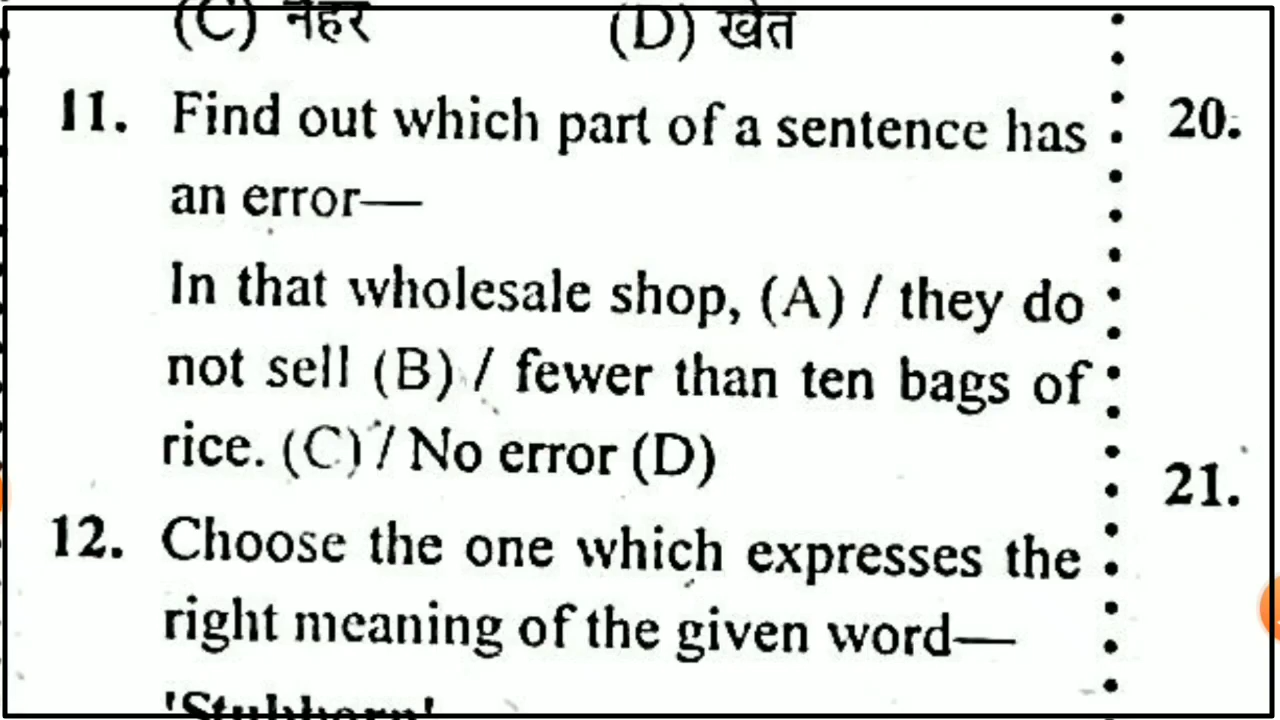 (C) नहर (D) खेत
11. Find out which part of a sentence has
an error—
In that wholesale shop, (A) / they do
not sell (B) / fewer than ten bags of
rice. (C) / No error (D)
12. Choose the one which expresses the
right meaning of the given word—
'Stubborn'
20.
21.